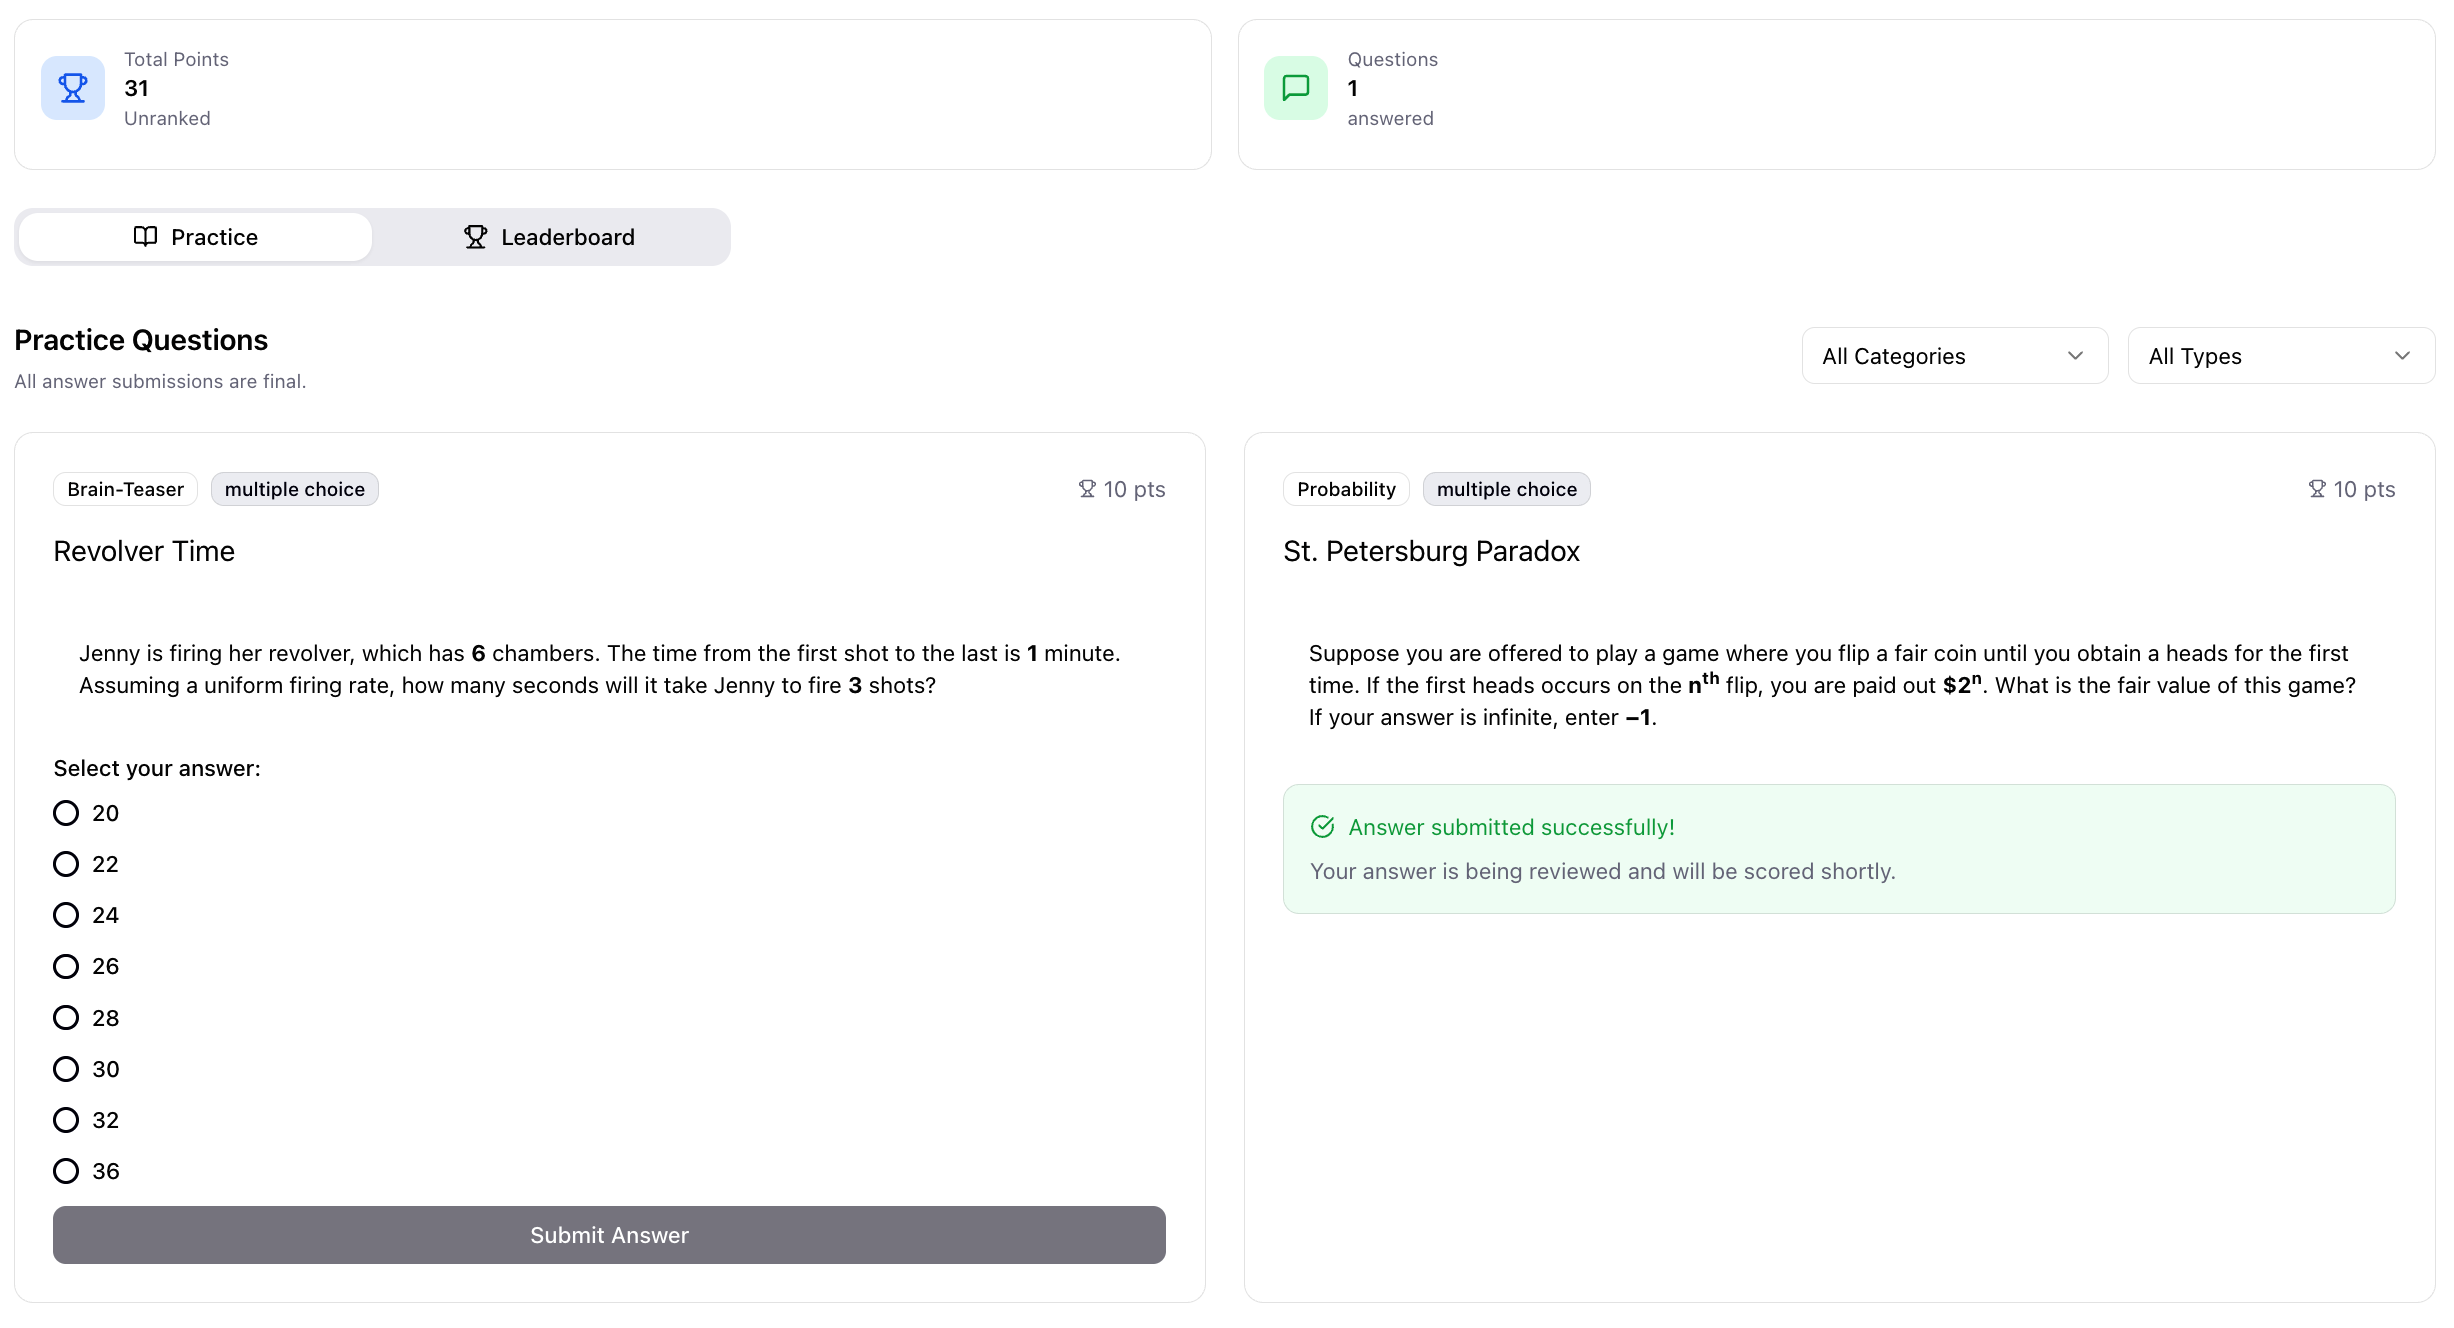 Total Points
31
Unranked
Questions
1
answered
Practice
Leaderboard
Practice Questions
All answer submissions are final.
All Categories
All Types
Brain-Teaser
multiple choice
10 pts
Revolver Time
Jenny is firing her revolver, which has 6 chambers. The time from the first shot to the last is 1 minute.
Assuming a uniform firing rate, how many seconds will it take Jenny to fire 3 shots?
Select your answer:
20
22
24
26
28
30
32
36
Submit Answer
Probability
multiple choice
10 pts
St. Petersburg Paradox
Suppose you are offered to play a game where you flip a fair coin until you obtain a heads for the first
time. If the first heads occurs on the nᵗʰ flip, you are paid out $2ⁿ. What is the fair value of this game?
If your answer is infinite, enter −1.
Answer submitted successfully!
Your answer is being reviewed and will be scored shortly.